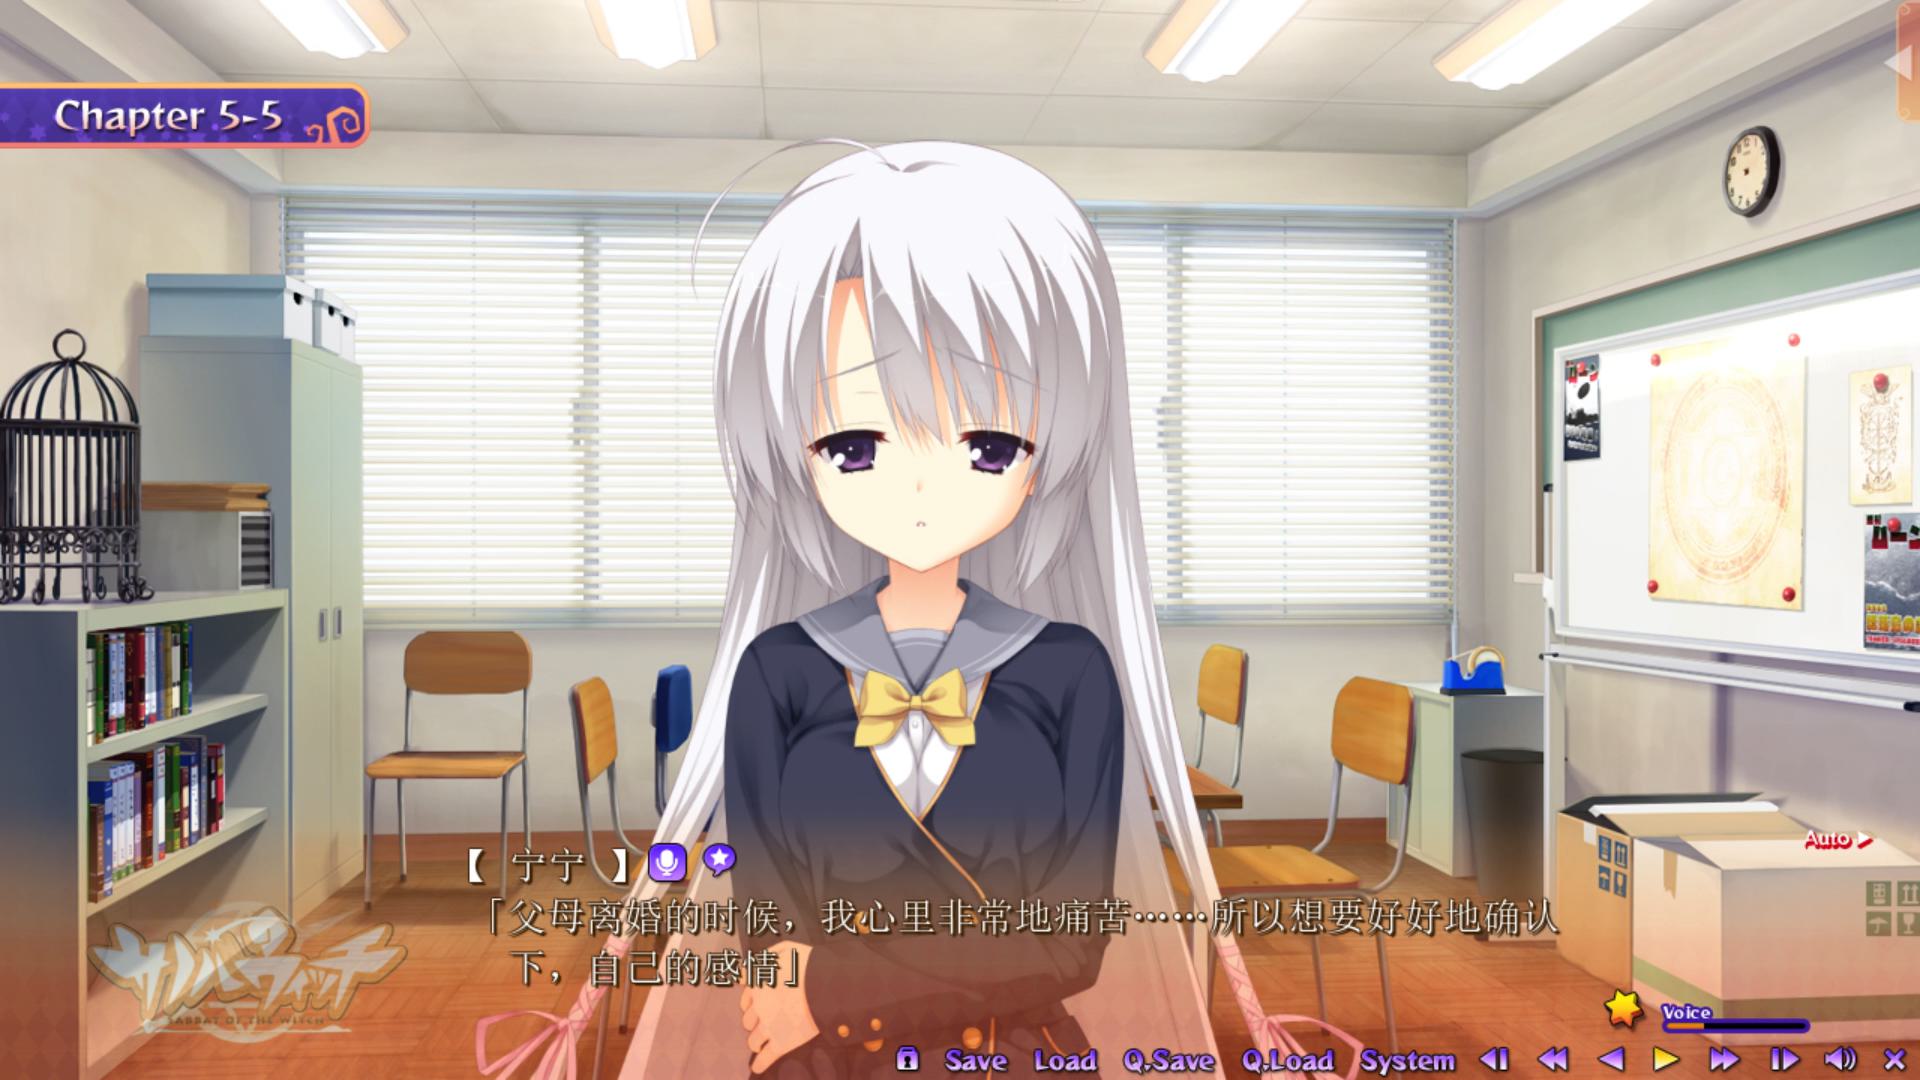 Chapter 5-5
Auto
【 宁宁 】
「父母离婚的时候，我心里非常地痛苦……所以想要好好地确认
下，自己的感情」
サノバウィッチ
SABBAT OF THE WITCH
Voice
Save Load Q.Save Q.Load System